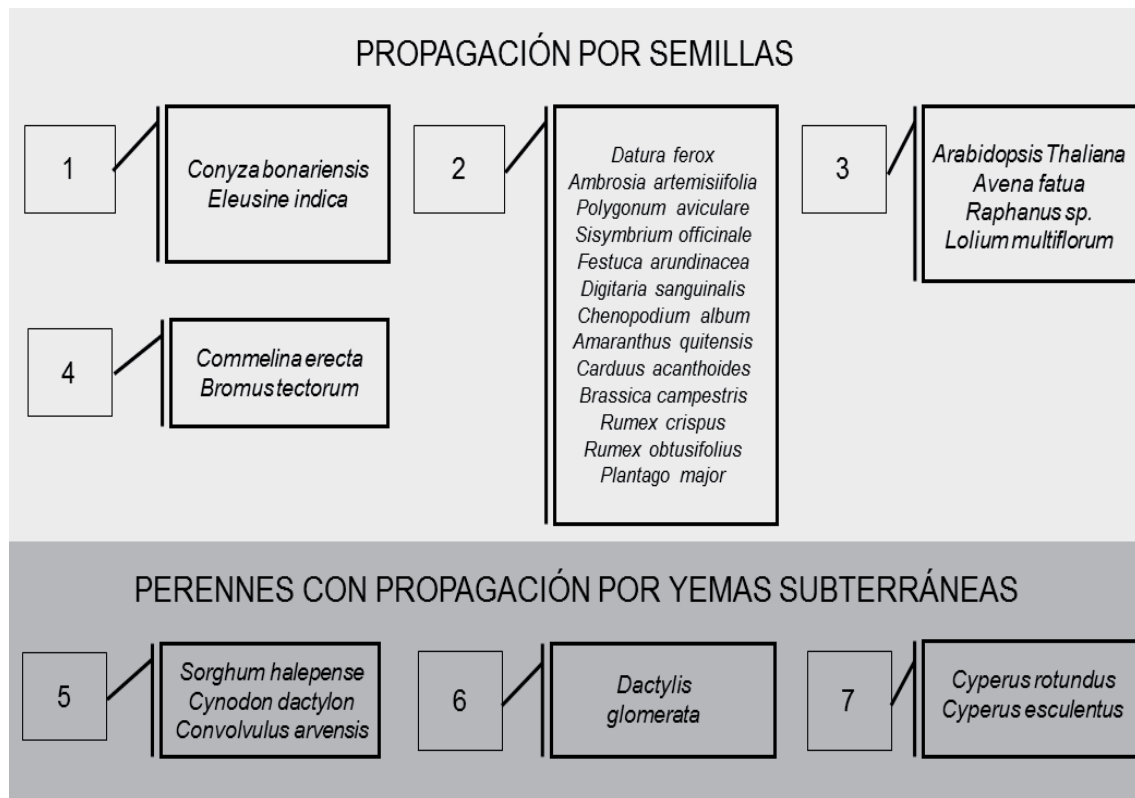 PROPAGACIÓN POR SEMILLAS
1
Conyza bonariensis
Eleusine indica
2
Datura ferox
Ambrosia artemisiifolia
Polygonum aviculare
Sisymbrium officinale
Festuca arundinacea
Digitaria sanguinalis
Chenopodium album
Amaranthus quitensis
Carduus acanthoides
Brassica campestris
Rumex crispus
Rumex obtusifolius
Plantago major
3
Arabidopsis Thaliana
Avena fatua
Raphanus sp.
Lolium multiflorum
4
Commelina erecta
Bromus tectorum
PERENNES CON PROPAGACIÓN POR YEMAS SUBTERRÁNEAS
5
Sorghum halepense
Cynodon dactylon
Convolvulus arvensis
6
Dactylis
glomerata
7
Cyperus rotundus
Cyperus esculentus